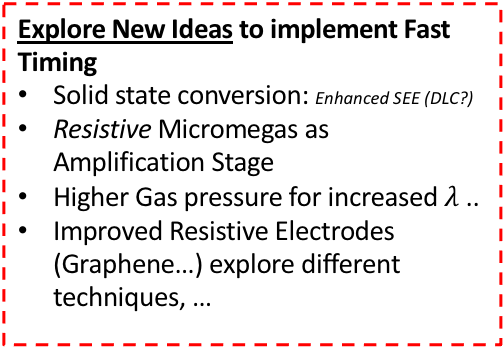 Explore New Ideas to implement Fast
Timing
• Solid state conversion: Enhanced SEE (DLC?)
• Resistive Micromegas as
Amplification Stage
• Higher Gas pressure for increased λ ..
• Improved Resistive Electrodes
(Graphene...) explore different
techniques, ...